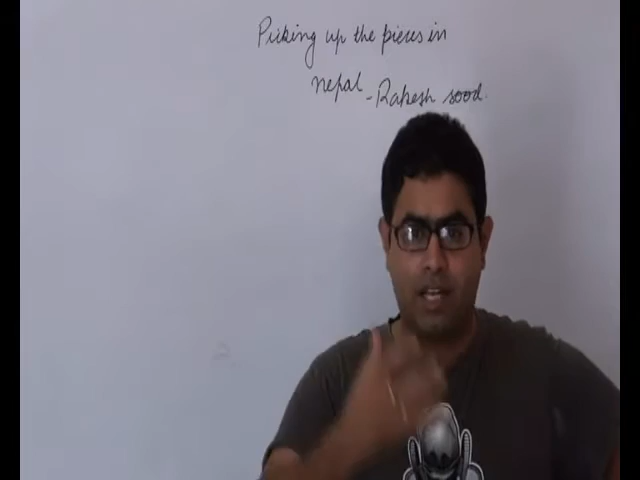 Picking up the pieces in
nepal - Rakesh sood.